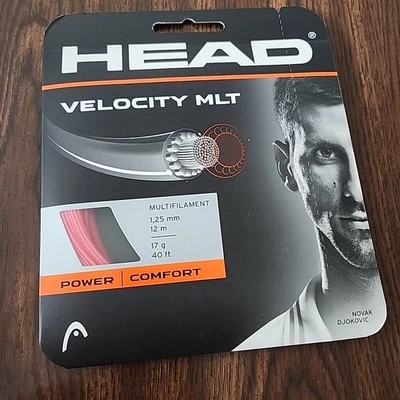 HEAD®
VELOCITY MLT
MULTIFILAMENT
1,25 mm
12 m
17 g
40 ft
POWER | COMFORT
NOVAK
DJOKOVIC